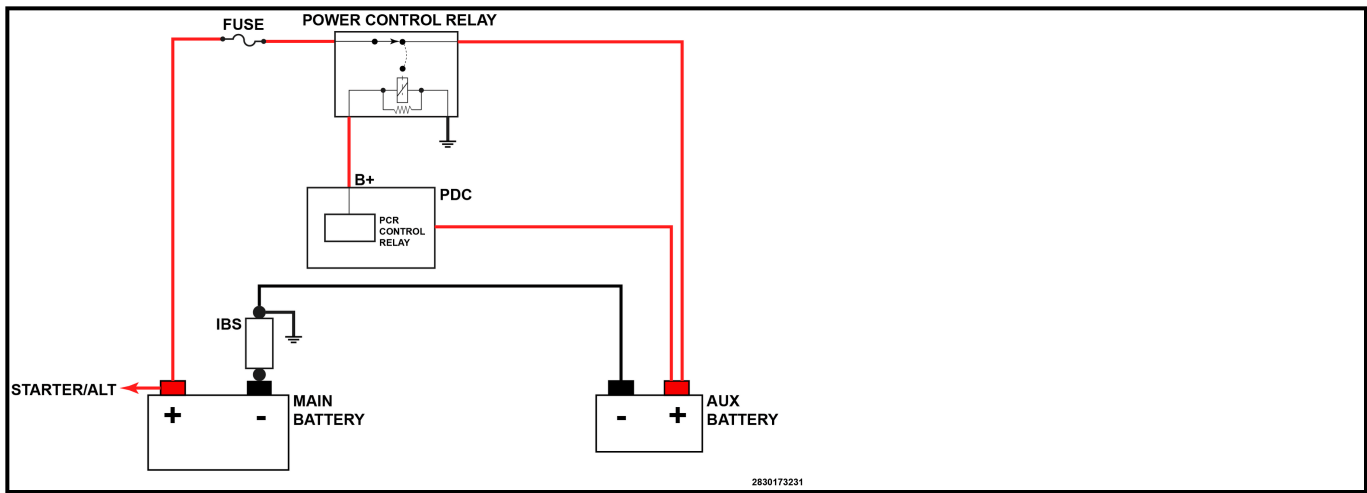 FUSE
POWER CONTROL RELAY
B+
PDC
PCR
CONTROL
RELAY
IBS
STARTER/ALT
+
-
MAIN
BATTERY
-
+
AUX
BATTERY
2830173231